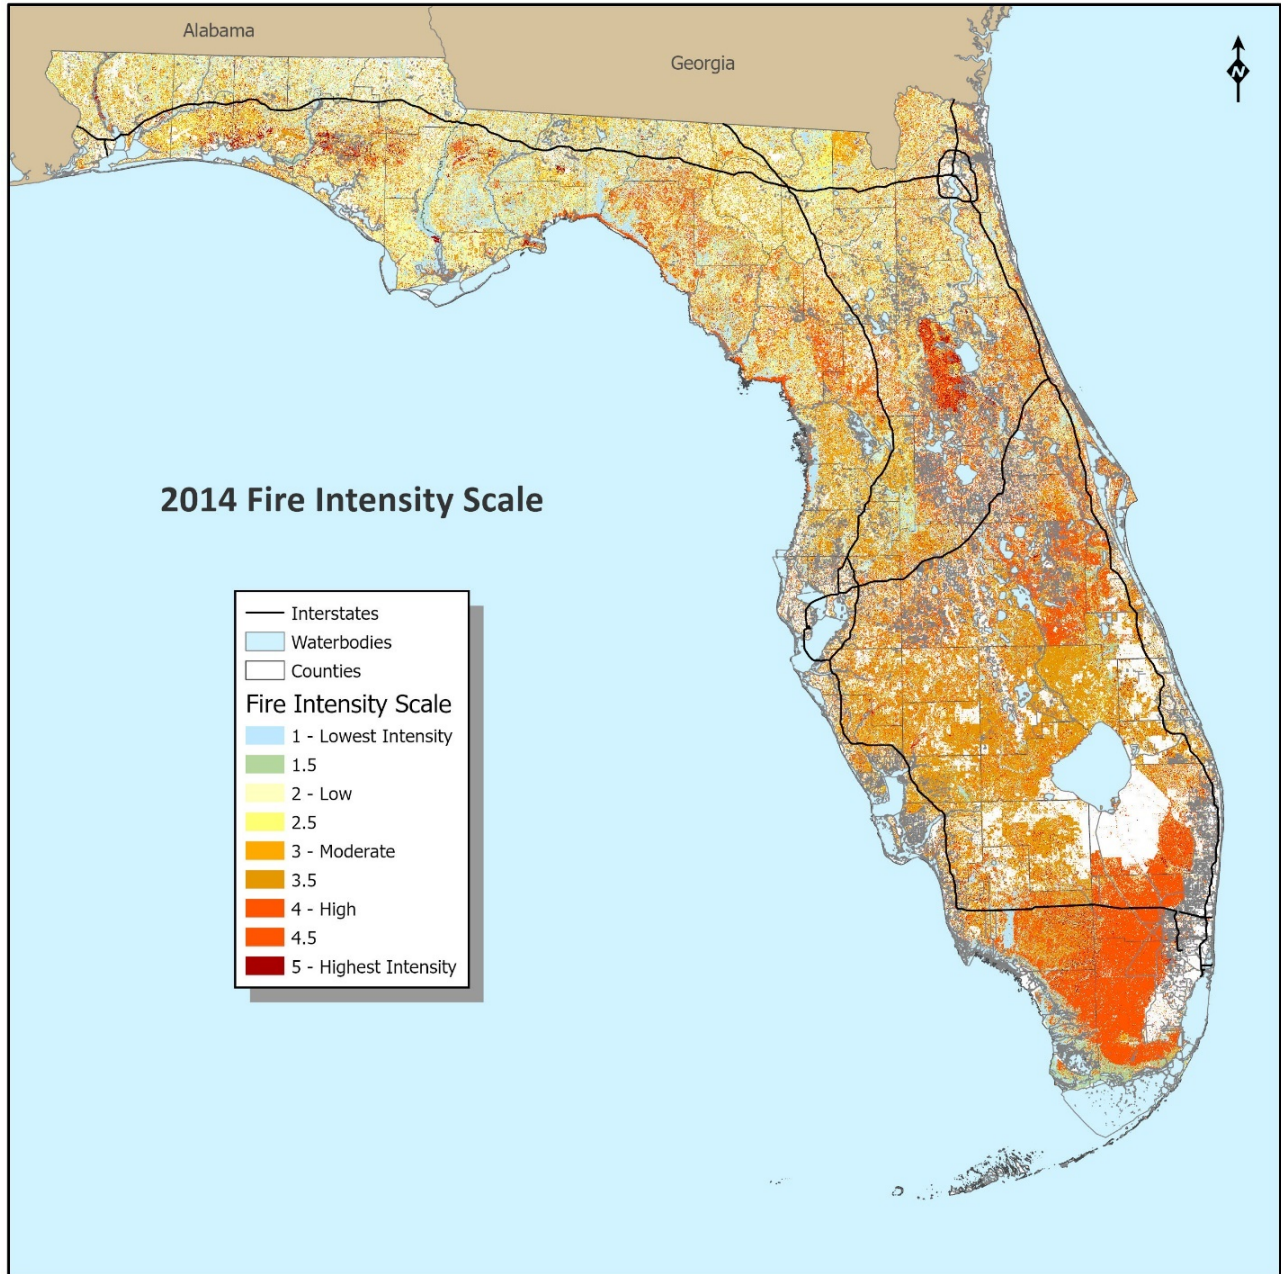 Alabama
Georgia
N
2014 Fire Intensity Scale
Interstates
Waterbodies
Counties
Fire Intensity Scale
1 - Lowest Intensity
1.5
2 - Low
2.5
3 - Moderate
3.5
4 - High
4.5
5 - Highest Intensity